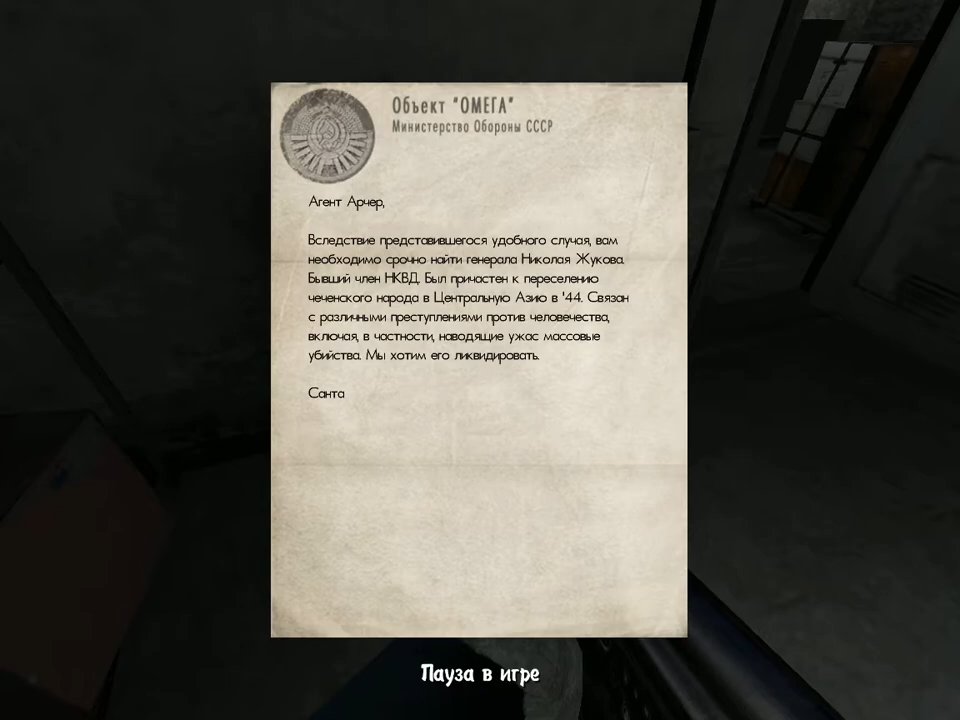 Объект "ОМЕГА"
Министерство Обороны СССР
Агент Арчер,
Вследствие представившегося удобного случая, вам
необходимо срочно найти генерала Николая Жукова.
Бывший член НКВД. Был причастен к переселению
чеченского народа в Центральную Азию в '44. Связан
с различными преступлениями против человечества,
включая, в частности, наводящие ужас массовые
убийства. Мы хотим его ликвидировать.
Санта
Пауза в игре